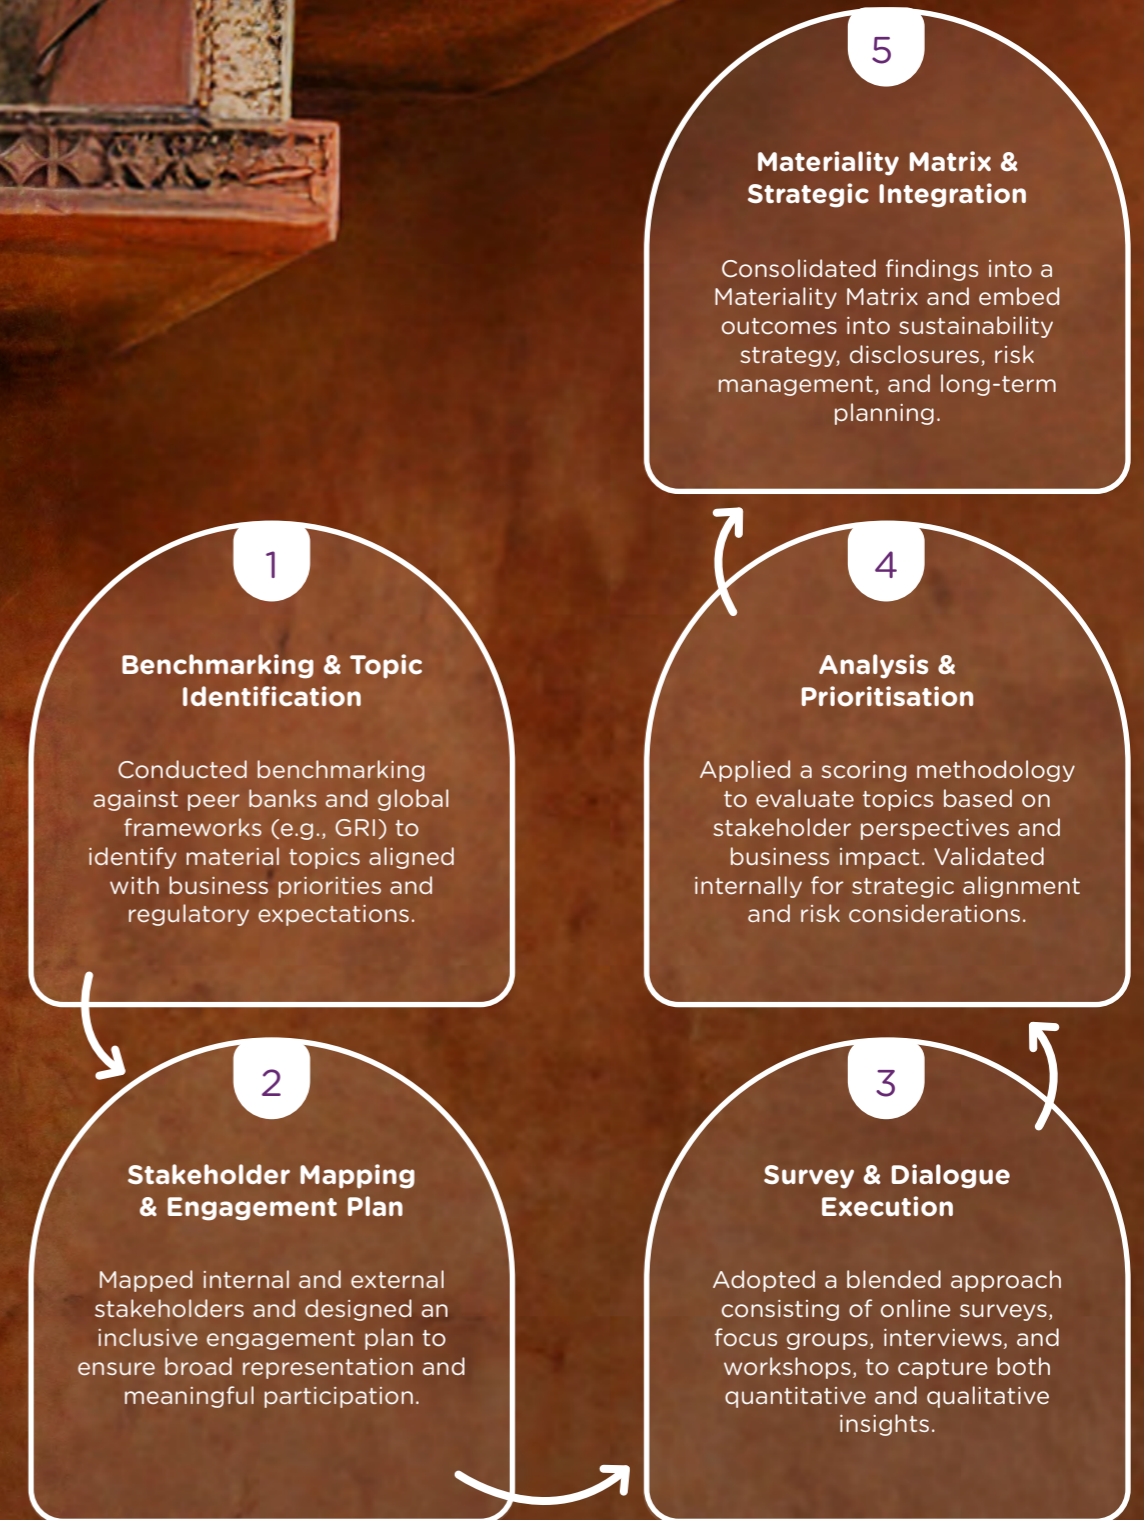 1
Benchmarking & Topic
Identification
Conducted benchmarking
against peer banks and global
frameworks (e.g., GRI) to
identify material topics aligned
with business priorities and
regulatory expectations.
2
Stakeholder Mapping
& Engagement Plan
Mapped internal and external
stakeholders and designed an
inclusive engagement plan to
ensure broad representation and
meaningful participation.
3
Survey & Dialogue
Execution
Adopted a blended approach
consisting of online surveys,
focus groups, interviews, and
workshops, to capture both
quantitative and qualitative
insights.
4
Analysis &
Prioritisation
Applied a scoring methodology
to evaluate topics based on
stakeholder perspectives and
business impact. Validated
internally for strategic alignment
and risk considerations.
5
Materiality Matrix &
Strategic Integration
Consolidated findings into a
Materiality Matrix and embed
outcomes into sustainability
strategy, disclosures, risk
management, and long-term
planning.